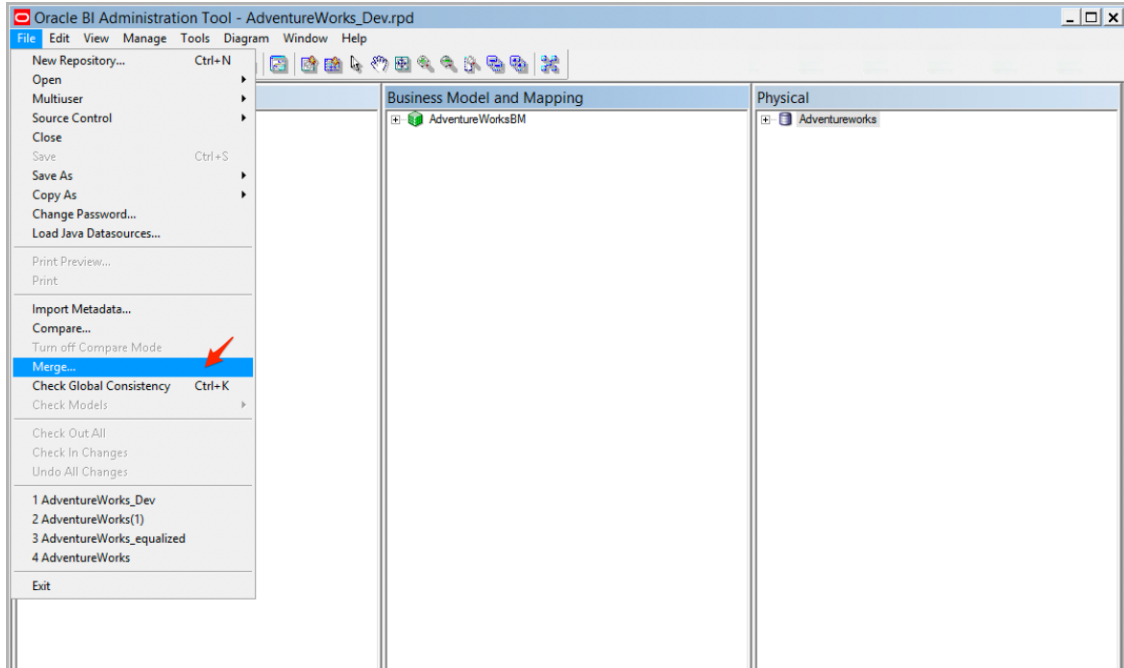 Oracle BI Administration Tool - AdventureWorks_Dev.rpd
File Edit View Manage Tools Diagram Window Help
New Repository... Ctrl+N
Open
Multiuser
Source Control
Close
Save Ctrl+S
Save As
Copy As
Change Password...
Load Java Datasources...
Print Preview...
Print
Import Metadata...
Compare...
Turn off Compare Mode
Merge...
Check Global Consistency Ctrl+K
Check Models
Check Out All
Check In Changes
Undo All Changes
1 AdventureWorks_Dev
2 AdventureWorks(1)
3 AdventureWorks_equalized
4 AdventureWorks
Exit
Business Model and Mapping
AdventureWorksBM
Physical
Adventureworks